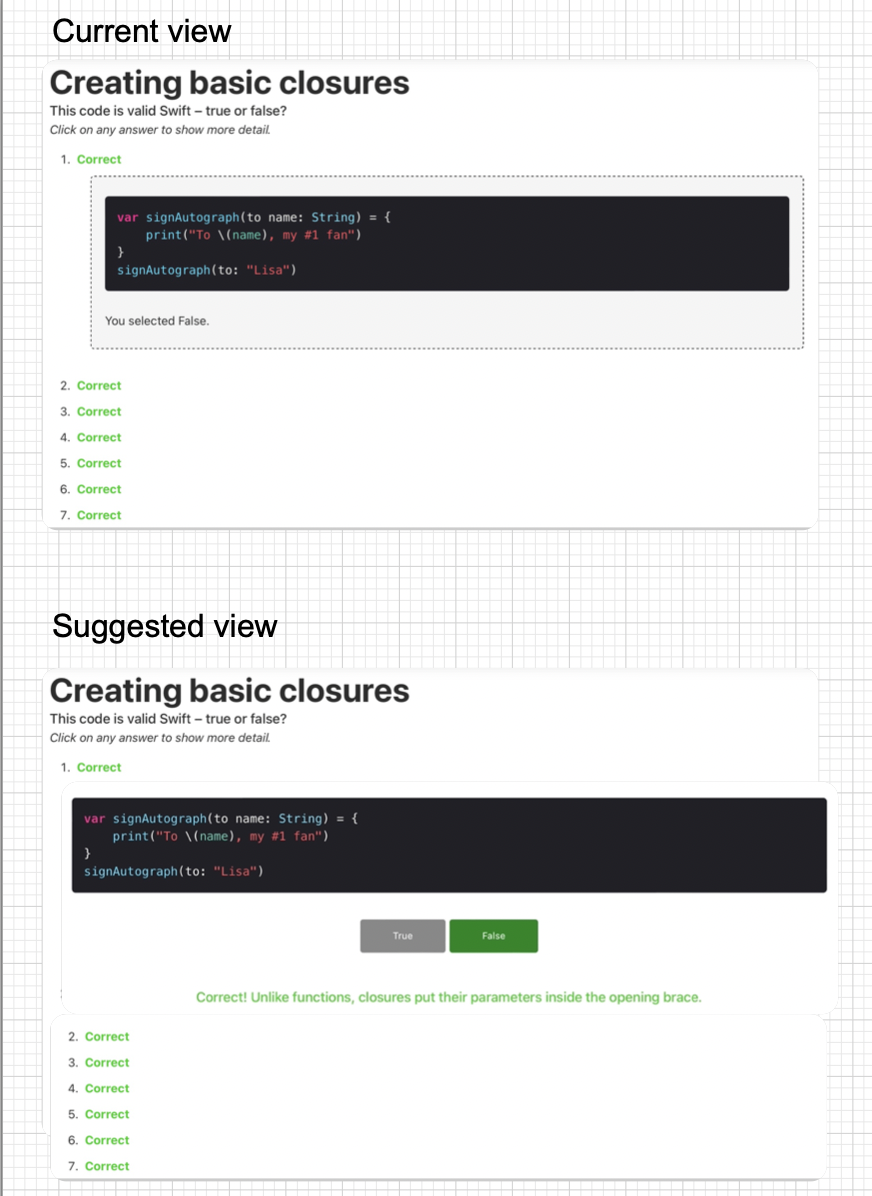 Current view
Creating basic closures
This code is valid Swift – true or false?
Click on any answer to show more detail.
1. Correct
var signAutograph(to name: String) = {
    print("To \(name), my #1 fan")
}
signAutograph(to: "Lisa")
You selected False.
2. Correct
3. Correct
4. Correct
5. Correct
6. Correct
7. Correct
Suggested view
Creating basic closures
This code is valid Swift – true or false?
Click on any answer to show more detail.
1. Correct
var signAutograph(to name: String) = {
    print("To \(name), my #1 fan")
}
signAutograph(to: "Lisa")
True False
Correct! Unlike functions, closures put their parameters inside the opening brace.
2. Correct
3. Correct
4. Correct
5. Correct
6. Correct
7. Correct